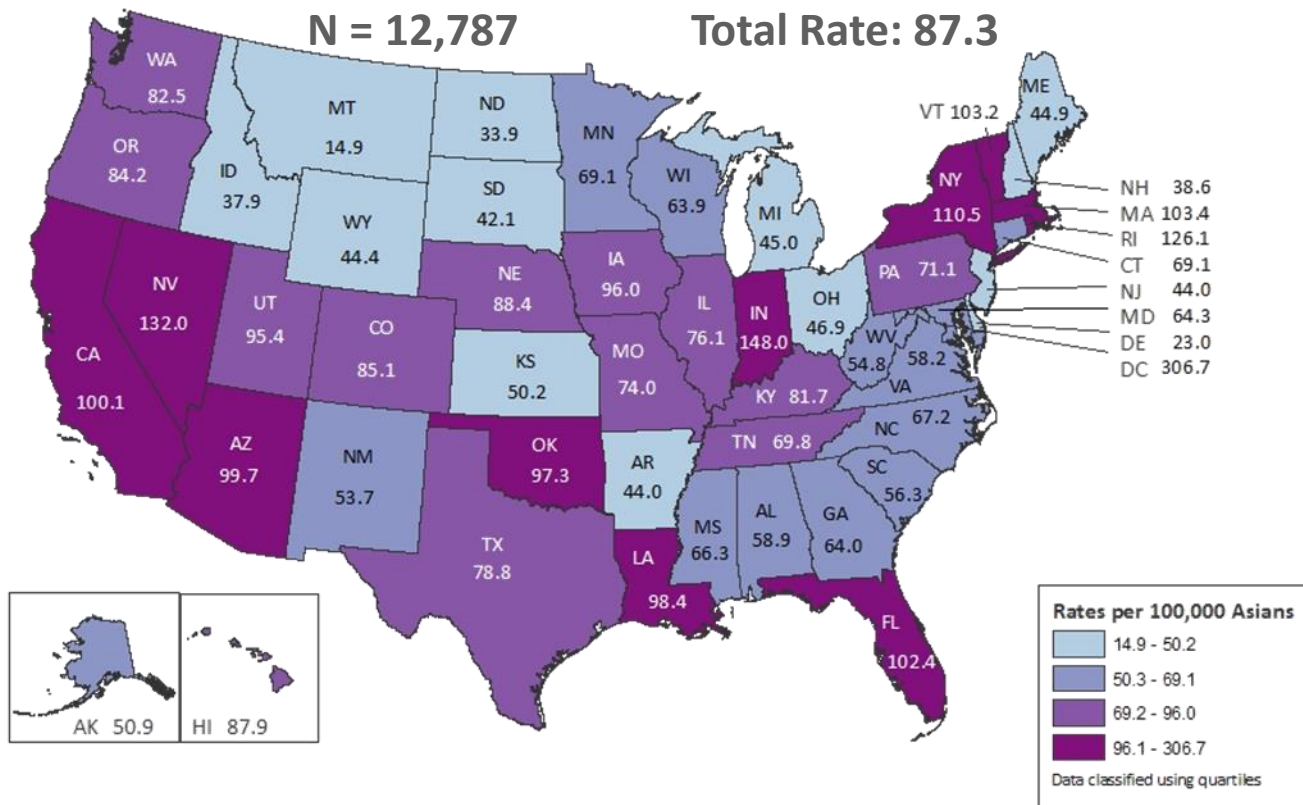 N = 12,787
Total Rate: 87.3
WA
82.5
OR
84.2
ID
37.9
MT
14.9
ND
33.9
SD
42.1
WY
44.4
MN
69.1
WI
63.9
MI
45.0
VT 103.2
ME
44.9
NY
110.5
NH 38.6
MA 103.4
RI 126.1
CT 69.1
NJ 44.0
MD 64.3
DE 23.0
DC 306.7
PA 71.1
CA
100.1
NV
132.0
UT
95.4
CO
85.1
NE
88.4
IA
96.0
IL
76.1
IN
148.0
OH
46.9
WV
54.8
58.2
VA
KS
50.2
MO
74.0
KY 81.7
TN 69.8
NC 67.2
SC
56.3
AZ
99.7
NM
53.7
OK
97.3
AR
44.0
MS
66.3
AL
58.9
GA
64.0
TX
78.8
LA
98.4
FL
102.4
AK 50.9
HI 87.9
Rates per 100,000 Asians
14.9 - 50.2
50.3 - 69.1
69.2 - 96.0
96.1 - 306.7
Data classified using quartiles